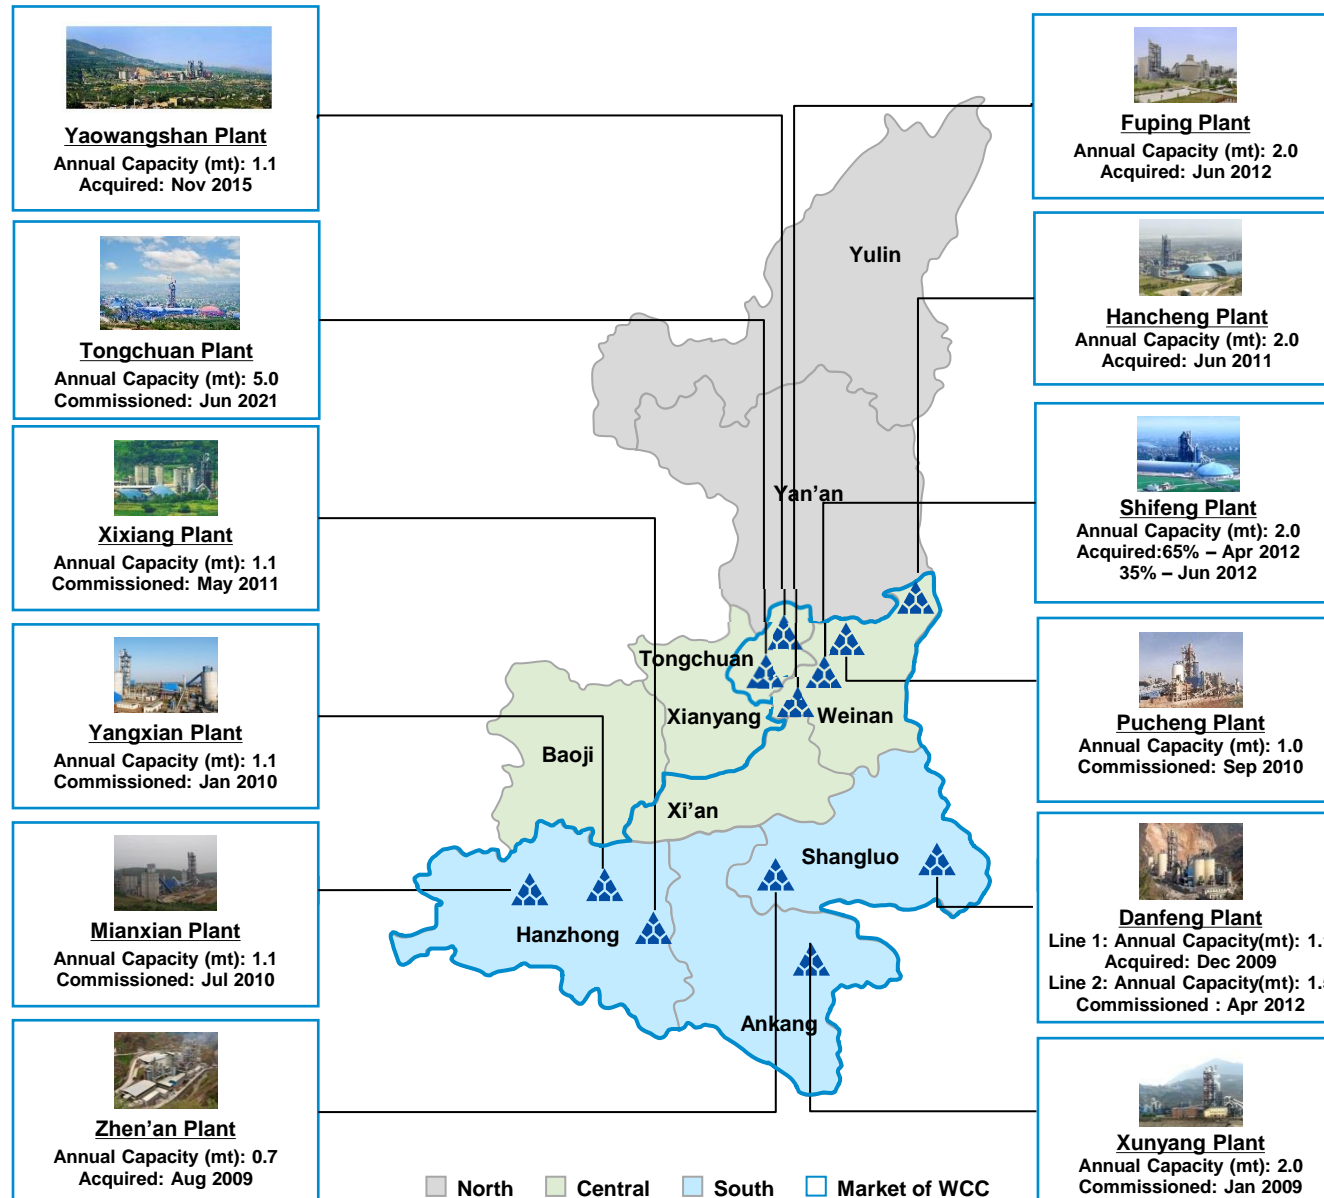 Yaowangshan Plant
Annual Capacity (mt): 1.1
Acquired: Nov 2015
Tongchuan Plant
Annual Capacity (mt): 5.0
Commissioned: Jun 2021
Xixiang Plant
Annual Capacity (mt): 1.1
Commissioned: May 2011
Yangxian Plant
Annual Capacity (mt): 1.1
Commissioned: Jan 2010
Mianxian Plant
Annual Capacity (mt): 1.1
Commissioned: Jul 2010
Zhen'an Plant
Annual Capacity (mt): 0.7
Acquired: Aug 2009
Yulin
Yan'an
Tongchuan
Xianyang
Weinan
Baoji
Xi'an
Shangluo
Hanzhong
Ankang
Fuping Plant
Annual Capacity (mt): 2.0
Acquired: Jun 2012
Hancheng Plant
Annual Capacity (mt): 2.0
Acquired: Jun 2011
Shifeng Plant
Annual Capacity (mt): 2.0
Acquired:65% – Apr 2012
35% – Jun 2012
Pucheng Plant
Annual Capacity (mt): 1.0
Commissioned: Sep 2010
Danfeng Plant
Line 1: Annual Capacity(mt):
Acquired: Dec 2009
Line 2: Annual Capacity(mt):
Commissioned : Apr 2012
Xunyang Plant
Annual Capacity (mt): 2.0
Commissioned: Jan 2009
North Central South Market of WCC